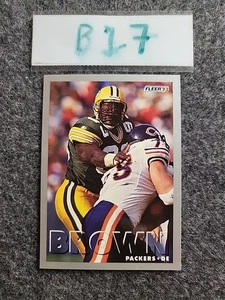 B17
FLEER '93
BROWN
PACKERS • DE